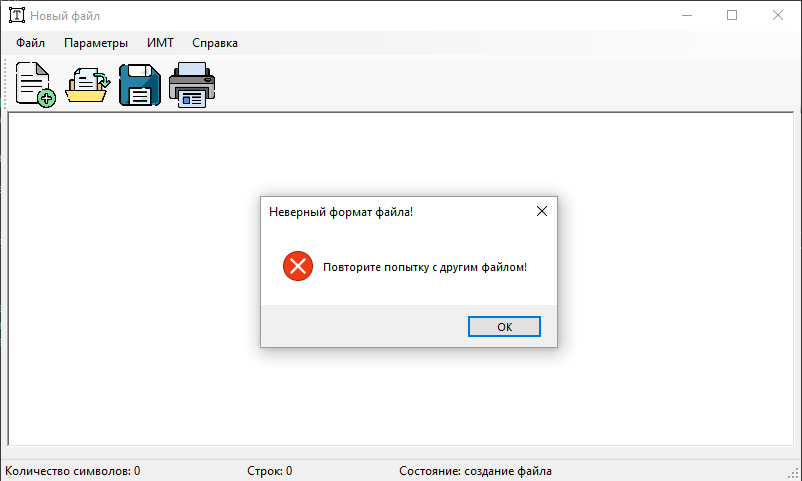 Новый файл
Файл Параметры ИМТ Справка
Неверный формат файла!
Повторите попытку с другим файлом!
OK
Количество символов: 0 Строк: 0 Состояние: создание файла